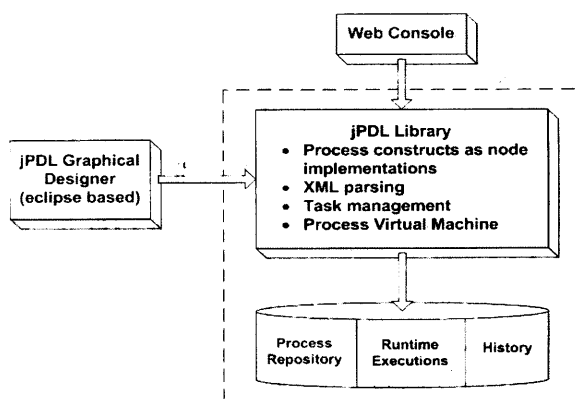 Web Console
jPDL Graphical
Designer
(eclipse based)
jPDL Library
• Process constructs as node
implementations
• XML parsing
• Task management
• Process Virtual Machine
Process
Repository
Runtime
Executions
History